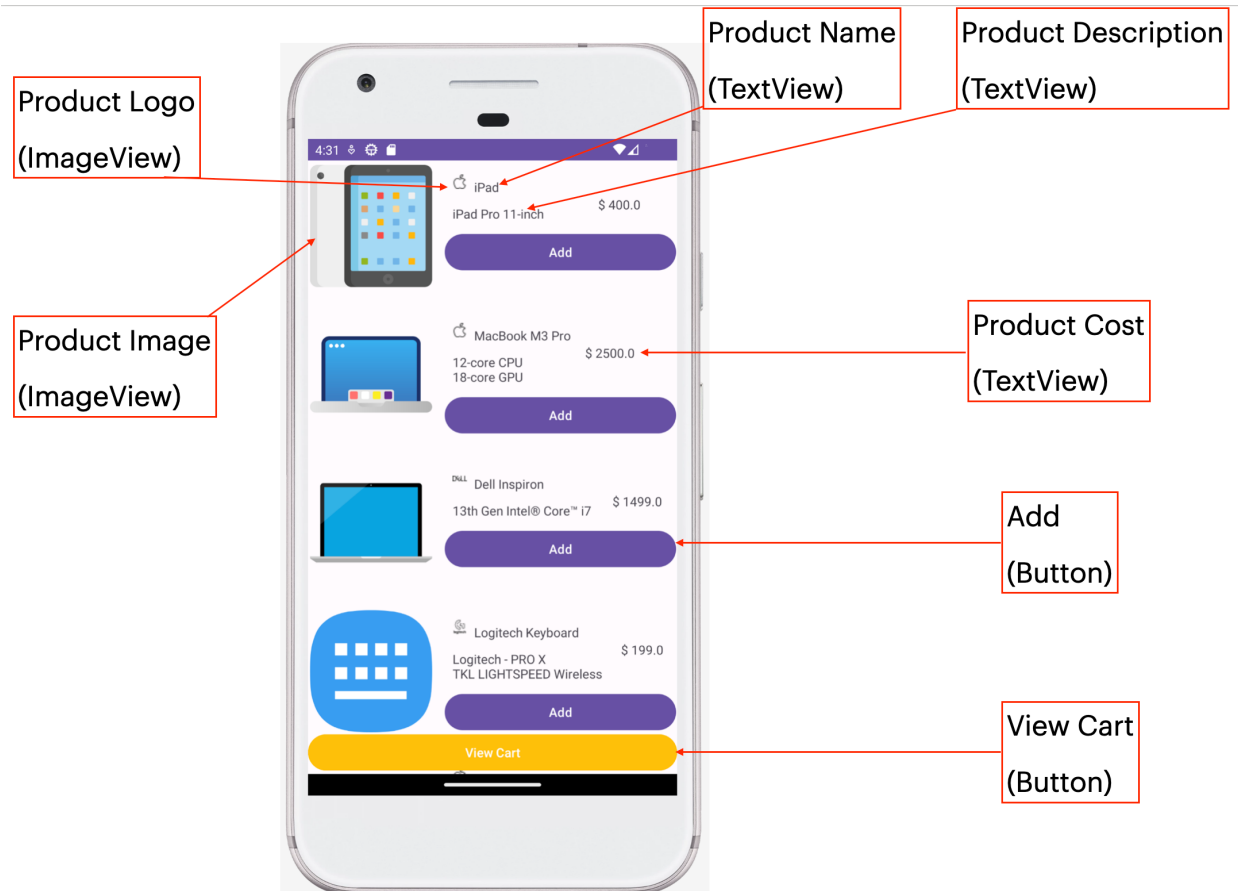 Product Name
(TextView)
Product Description
(TextView)
Product Logo
(ImageView)
4:31
iPad
iPad Pro 11-inch
$ 400.0
Add
Product Image
(ImageView)
MacBook M3 Pro
12-core CPU
18-core GPU
$ 2500.0
Add
Product Cost
(TextView)
DELL
Dell Inspiron
13th Gen Intel® Core™ i7
$ 1499.0
Add
Add
(Button)
Logitech Keyboard
Logitech - PRO X
TKL LIGHTSPEED Wireless
$ 199.0
Add
View Cart
View Cart
(Button)